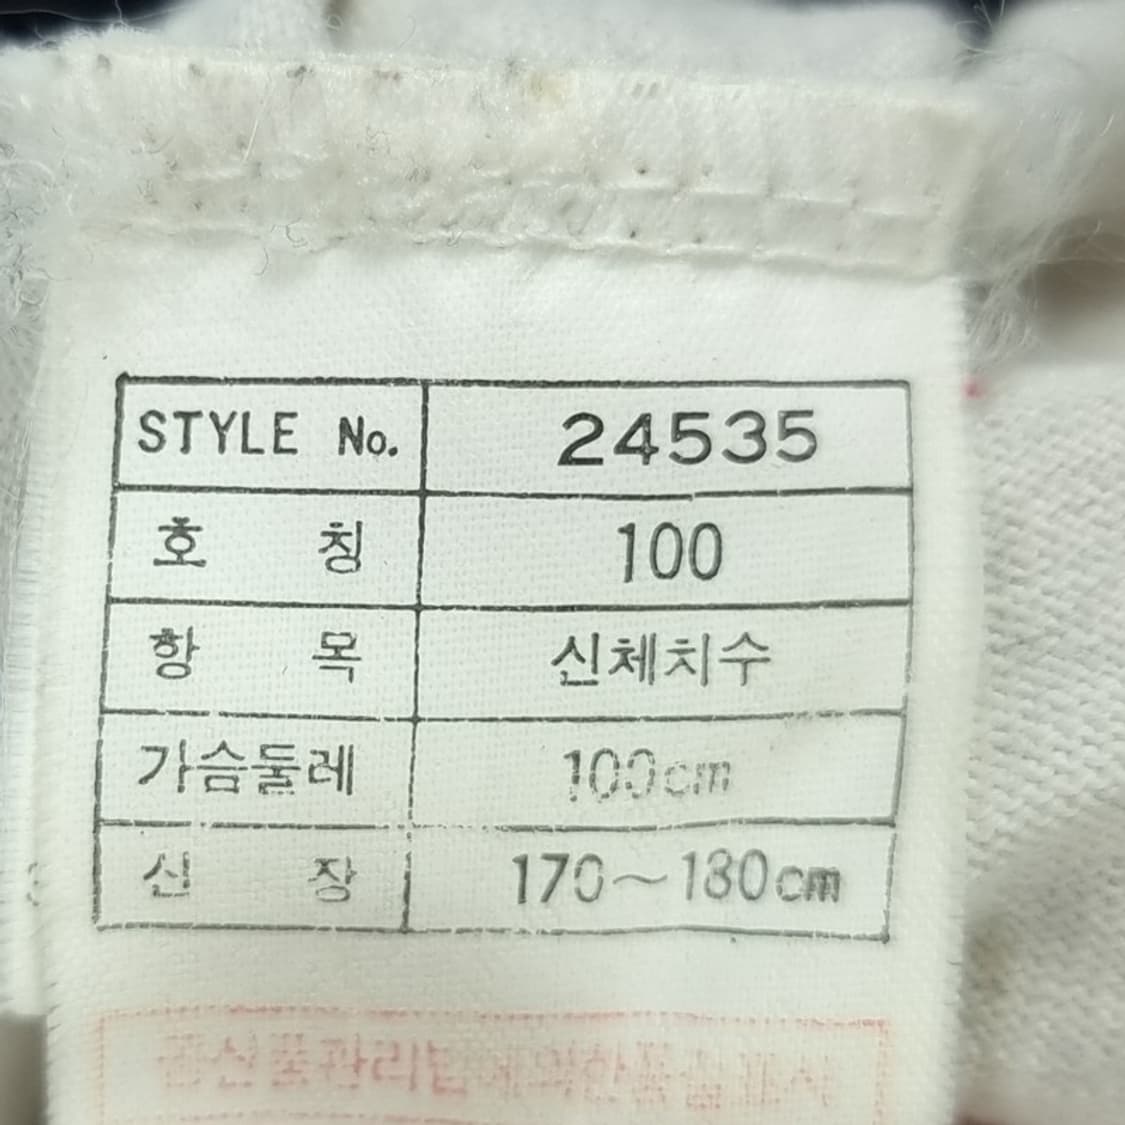 STYLE No. 24535
호 칭 100
항 목 신체치수
가슴둘레 100cm
신 장 170~180cm